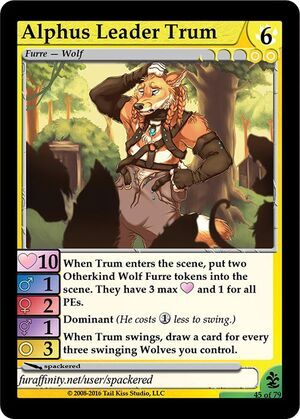 Alphus Leader Trum 6
Furre — Wolf
10
When Trum enters the scene, put two
1
Otherkind Wolf Furre tokens into the
scene. They have 3 max ♡ and 1 for all
2
PEs.
1
Dominant (He costs ① less to swing.)
3
When Trum swings, draw a card for every
three swinging Wolves you control.
spackered
furaffinity.net/user/spackered
© 2008-2016 Tail Kiss Studio, LLC
45 of 79